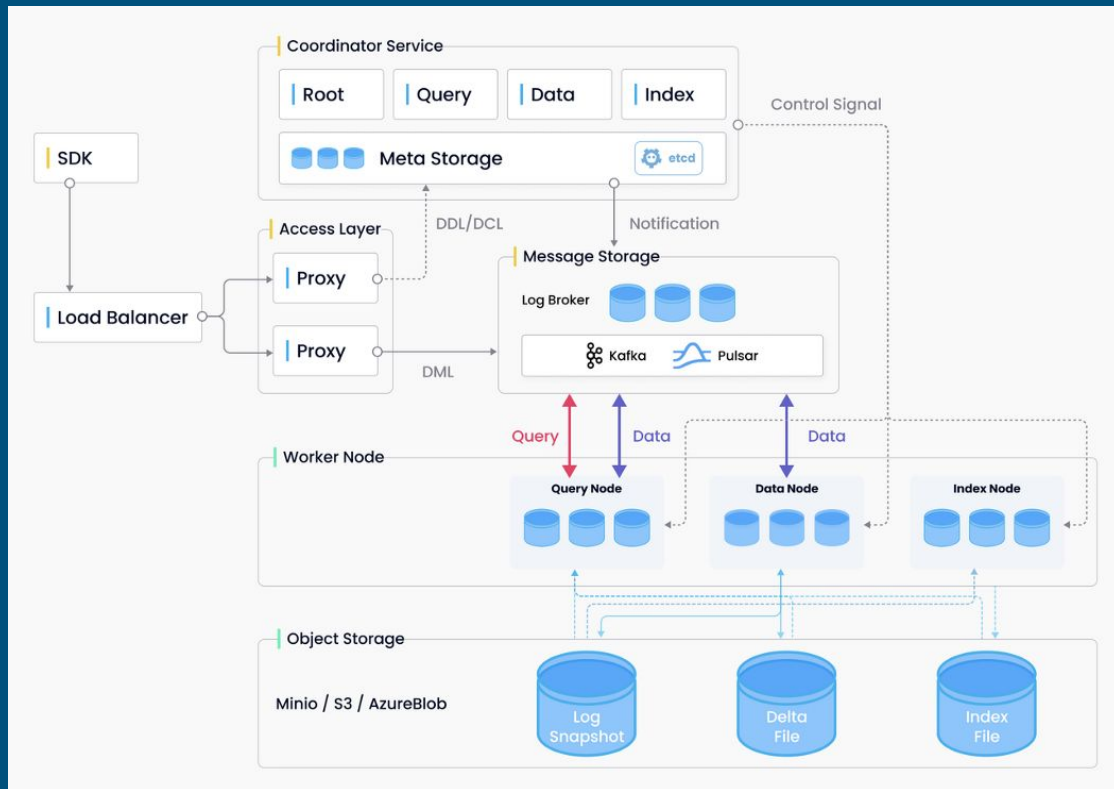 Coordinator Service
Root
Query
Data
Index
Control Signal
SDK
Meta Storage
etcd
DDL/DCL
Notification
Access Layer
Message Storage
Proxy
Log Broker
Load Balancer
Proxy
Kafka
Pulsar
DML
Query
Data
Data
Worker Node
Query Node
Data Node
Index Node
Object Storage
Minio / S3 / AzureBlob
Log
Snapshot
Delta
File
Index
File